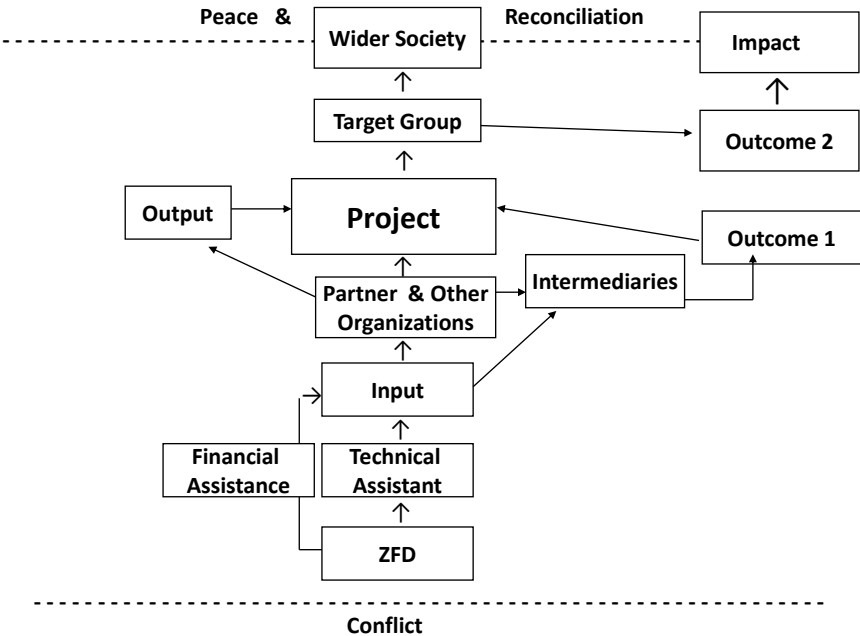 Peace & Reconciliation
Wider Society
Impact
Target Group
Outcome 2
Output
Project
Outcome 1
Intermediaries
Partner & Other
Organizations
Input
Financial
Assistance
Technical
Assistant
ZFD
Conflict